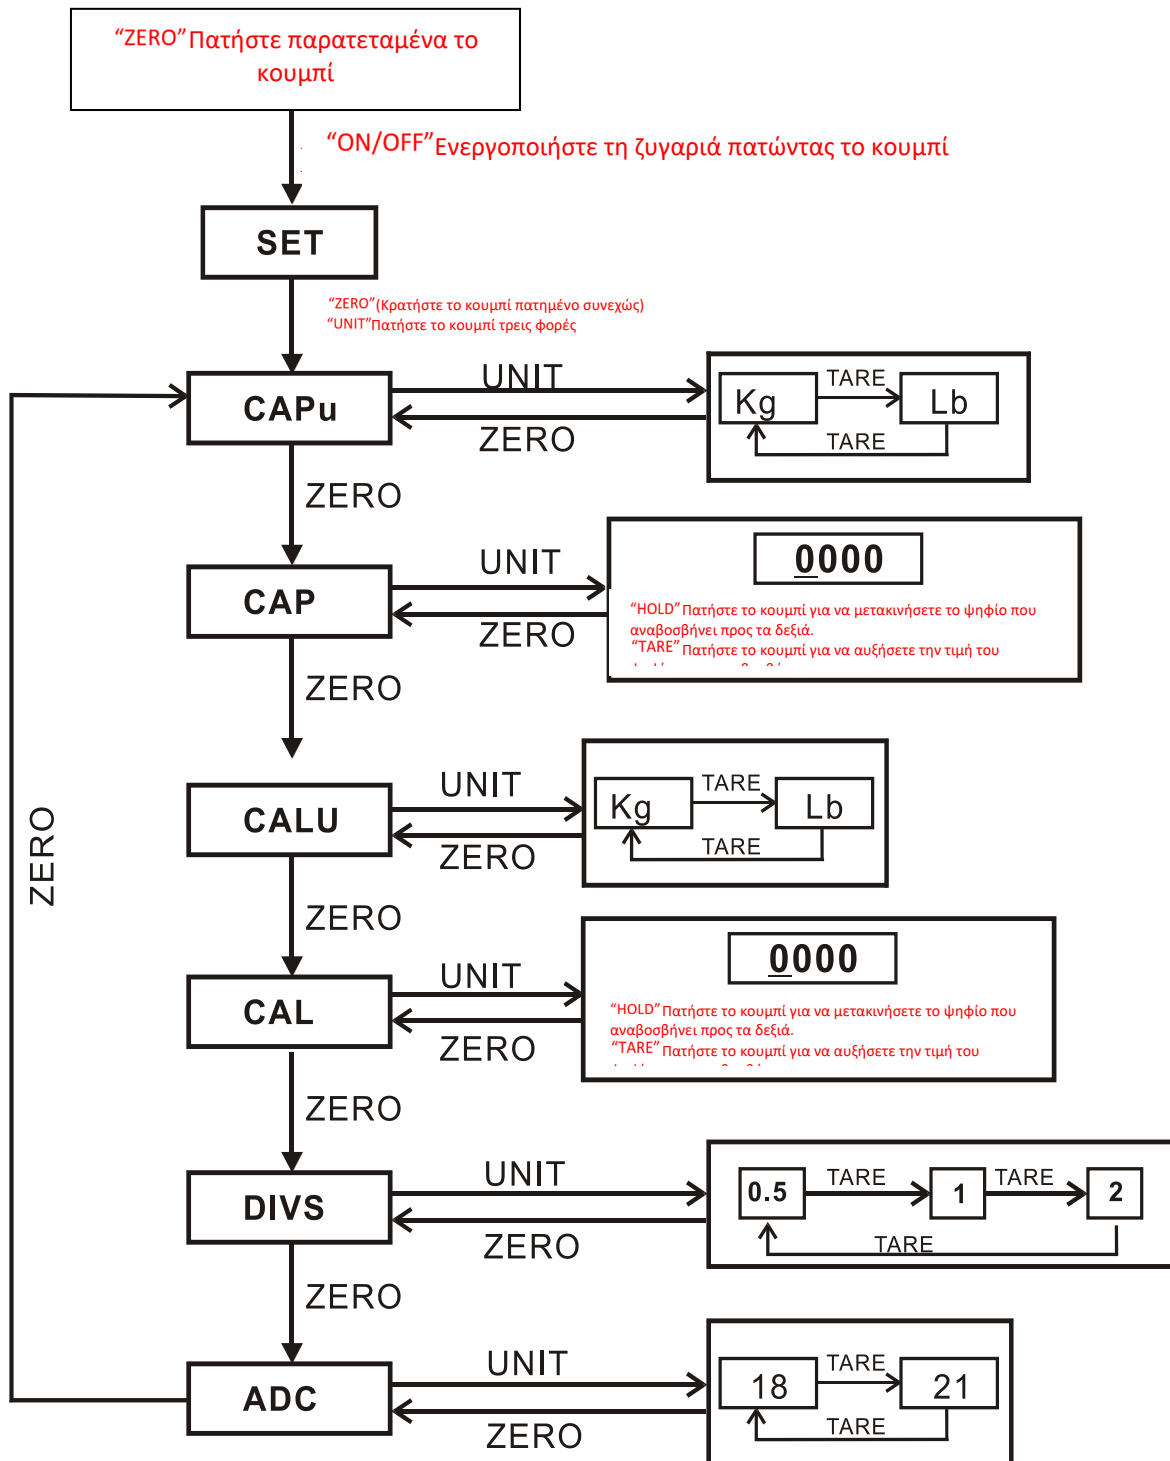 “ZERO” Πατήστε παρατεταμένα το
κουμπί
“ON/OFF” Ενεργοποιήστε τη ζυγαριά πατώντας το κουμπί
SET
“ZERO” (Κρατήστε το κουμπί πατημένο συνεχώς)
“UNIT” Πατήστε το κουμπί τρεις φορές
CAPu
UNIT
ZERO
Kg
TARE
Lb
TARE
ZERO
CAP
UNIT
ZERO
0000
“HOLD” Πατήστε το κουμπί για να μετακινήσετε το ψηφίο που
αναβοσβήνει προς τα δεξιά.
“TARE” Πατήστε το κουμπί για να αυξήσετε την τιμή του
ZERO
CALU
UNIT
ZERO
Kg
TARE
Lb
TARE
ZERO
ZERO
CAL
UNIT
ZERO
0000
“HOLD” Πατήστε το κουμπί για να μετακινήσετε το ψηφίο που
αναβοσβήνει προς τα δεξιά.
“TARE” Πατήστε το κουμπί για να αυξήσετε την τιμή του
ZERO
DIVS
UNIT
ZERO
0.5
TARE
1
TARE
2
TARE
ZERO
ADC
UNIT
ZERO
18
TARE
21
TARE